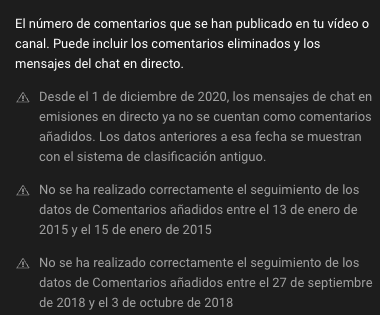 El número de comentarios que se han publicado en tu vídeo o
canal. Puede incluir los comentarios eliminados y los
mensajes del chat en directo.
Desde el 1 de diciembre de 2020, los mensajes de chat en
emisiones en directo ya no se cuentan como comentarios
añadidos. Los datos anteriores a esa fecha se muestran
con el sistema de clasificación antiguo.
No se ha realizado correctamente el seguimiento de los
datos de Comentarios añadidos entre el 13 de enero de
2015 y el 15 de enero de 2015
No se ha realizado correctamente el seguimiento de los
datos de Comentarios añadidos entre el 27 de septiembre
de 2018 y el 3 de octubre de 2018